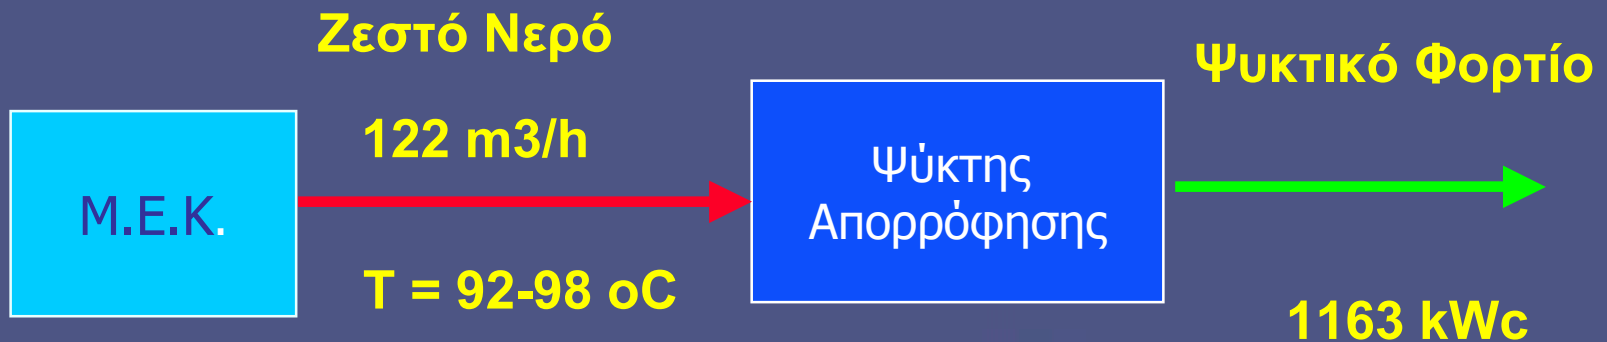 Ζεστό Νερό
Ψυκτικό Φορτίο
122 m3/h
Ψύκτης
Απορρόφησης
Μ.Ε.Κ.
T = 92-98 oC
1163 kWc